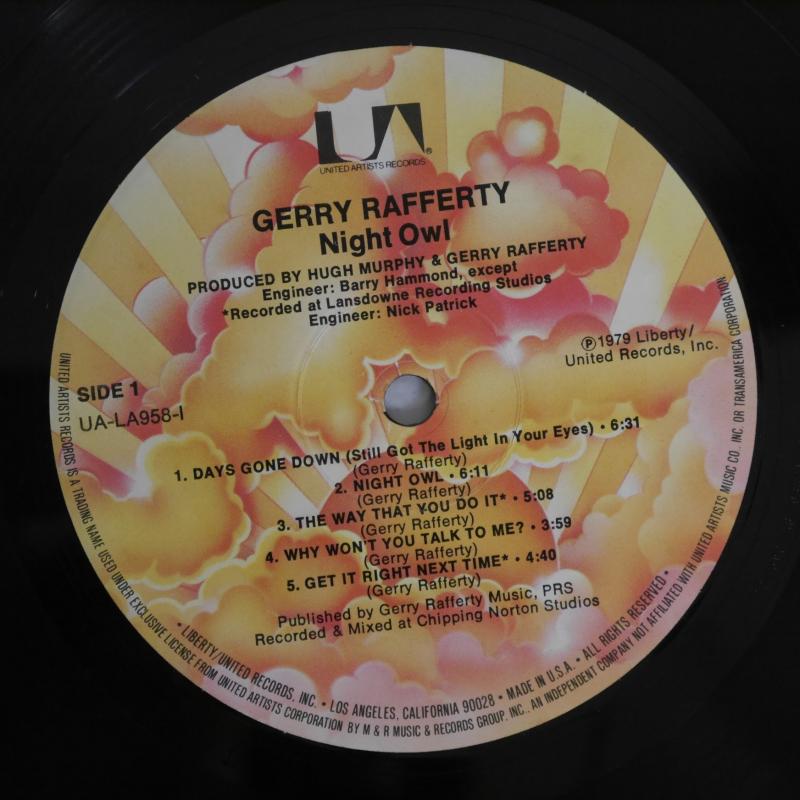 UA®
UNITED ARTISTS RECORDS
GERRY RAFFERTY
Night Owl
PRODUCED BY HUGH MURPHY & GERRY RAFFERTY
Engineer: Barry Hammond, except
*Recorded at Lansdowne Recording Studios
Engineer: Nick Patrick
℗1979 Liberty/
United Records, Inc.
SIDE 1
UA-LA958-I
1. DAYS GONE DOWN (Still Got The Light In Your Eyes) • 6:31
(Gerry Rafferty)
2. NIGHT OWL • 6:11
(Gerry Rafferty)
3. THE WAY THAT YOU DO IT* • 5:08
(Gerry Rafferty)
4. WHY WON'T YOU TALK TO ME? • 3:59
(Gerry Rafferty)
5. GET IT RIGHT NEXT TIME* • 4:40
(Gerry Rafferty)
Published by Gerry Rafferty Music, PRS
Recorded & Mixed at Chipping Norton Studios
• LIBERTY/UNITED RECORDS, INC. • LOS ANGELES, CALIFORNIA 90028 • MADE IN U.S.A. • ALL RIGHTS RESERVED •
UNITED ARTISTS RECORDS IS A TRADING NAME USED UNDER EXCLUSIVE LICENSE FROM UNITED ARTISTS CORPORATION BY M & R MUSIC & RECORDS GROUP. INC., AN INDEPENDENT COMPANY NOT AFFILIATED WITH UNITED ARTISTS MUSIC CO. INC OR TRANSAMERICA CORPORATION